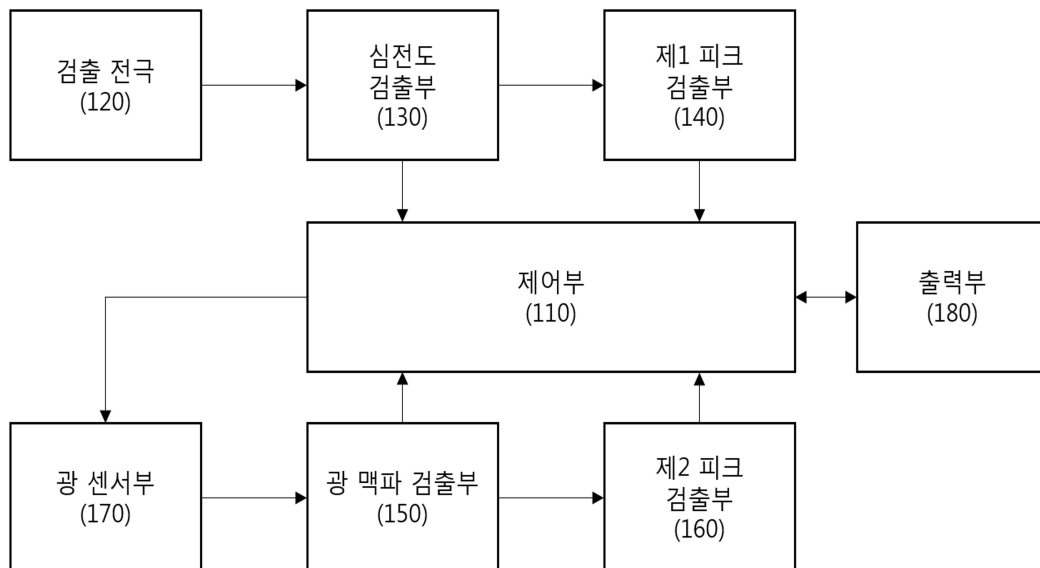 검출 전극
(120)
심전도
검출부
(130)
제1 피크
검출부
(140)
제어부
(110)
출력부
(180)
광 센서부
(170)
광 맥파 검출부
(150)
제2 피크
검출부
(160)